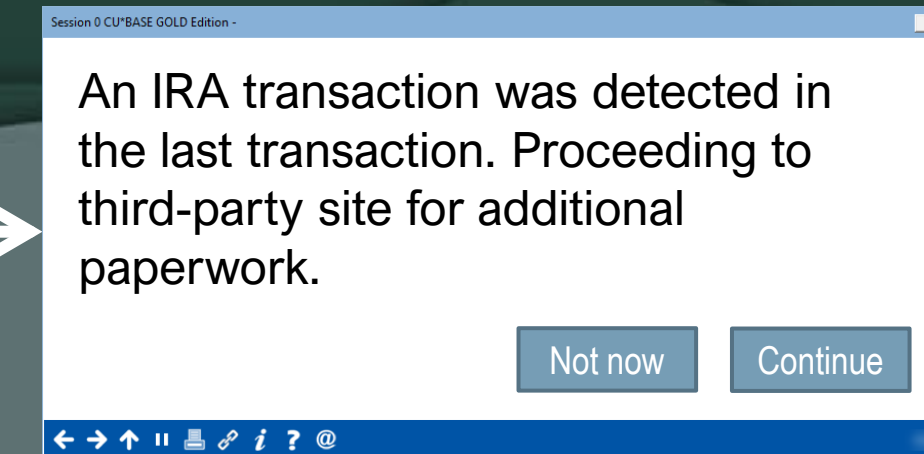 Session 0 CU*BASE GOLD Edition -
An IRA transaction was detected in
the last transaction. Proceeding to
third-party site for additional
paperwork.
Not now
Continue